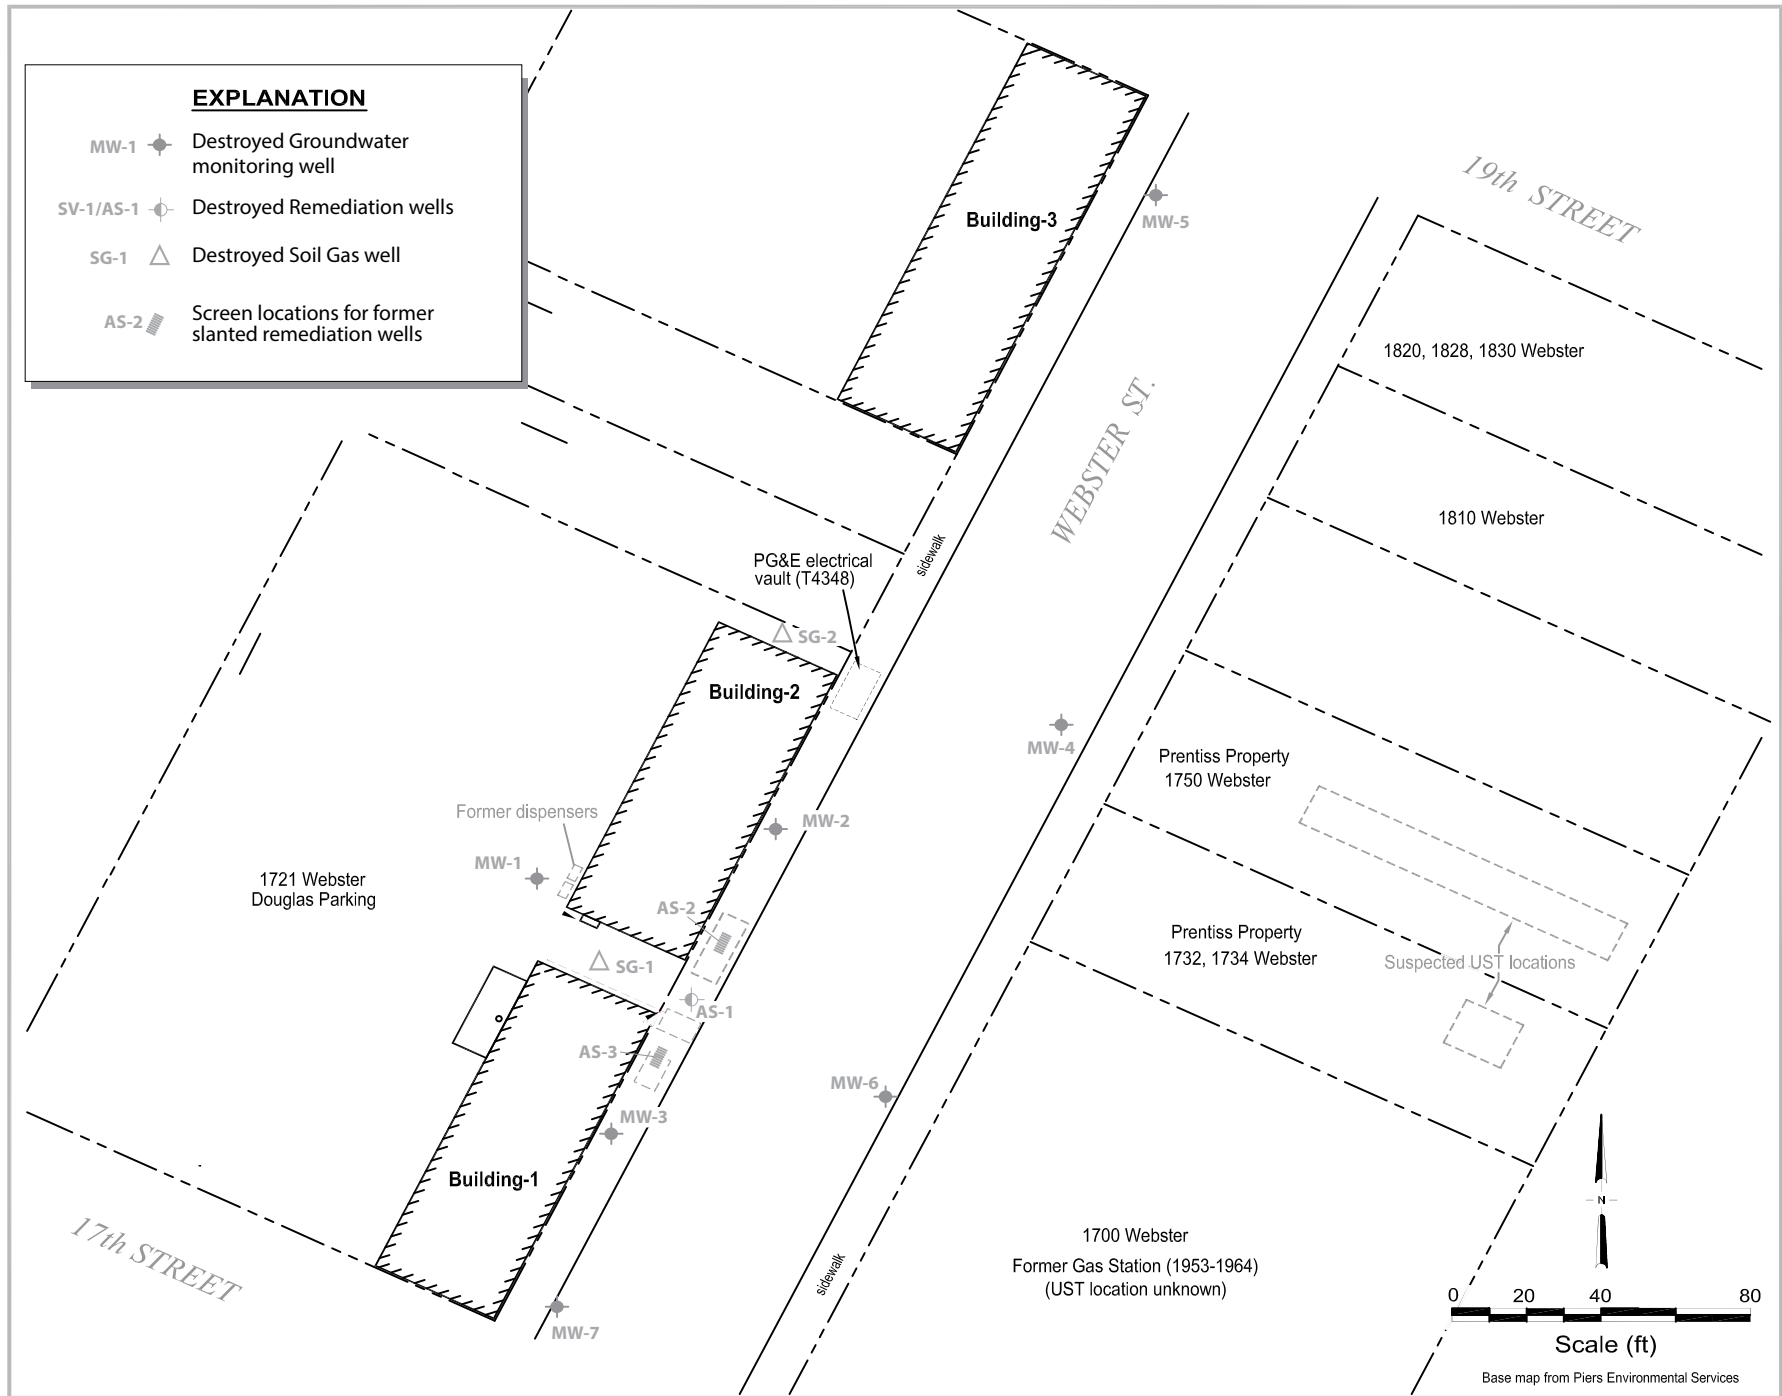 EXPLANATION
MW-1
Destroyed Groundwater
monitoring well
SV-1/AS-1
Destroyed Remediation wells
SG-1
Destroyed Soil Gas well
AS-2
Screen locations for former
slanted remediation wells
Building-3
MW-5
19th STREET
1820, 1828, 1830 Webster
WEBSTER ST.
1810 Webster
sidewalk
PG&E electrical
vault (T4348)
SG-2
Building-2
MW-4
Prentiss Property
1750 Webster
Former dispensers
MW-2
MW-1
1721 Webster
Douglas Parking
AS-2
Prentiss Property
1732, 1734 Webster
Suspected UST locations
SG-1
AS-1
AS-3
MW-6
MW-3
Building-1
N
17th STREET
1700 Webster
Former Gas Station (1953-1964)
(UST location unknown)
sidewalk
MW-7
0 20 40 80
Scale (ft)
Base map from Piers Environmental Services